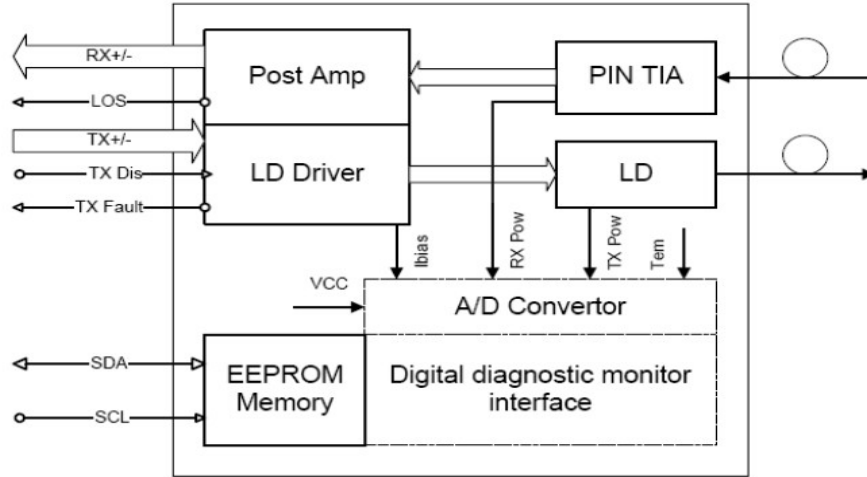 RX+/-
Post Amp
PIN TIA
LOS
TX+/-
TX Dis
LD Driver
LD
TX Fault
Ibias
RX Pow
TX Pow
Tem
VCC
A/D Convertor
SDA
EEPROM
Memory
Digital diagnostic monitor
interface
SCL